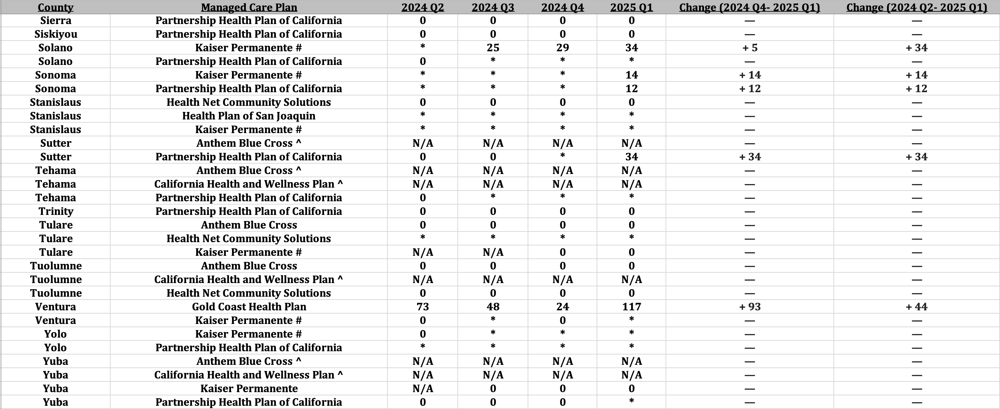 County Managed Care Plan 2024 Q2 2024 Q3 2024 Q4 2025 Q1 Change (2024 Q4- 2025 Q1) Change (2024 Q2- 2025 Q1)
Sierra Partnership Health Plan of California 0 0 0 0 — —
Siskiyou Partnership Health Plan of California 0 0 0 0 — —
Solano Kaiser Permanente # * 25 29 34 + 5 + 34
Solano Partnership Health Plan of California 0 * * * — —
Sonoma Kaiser Permanente # * * * 14 + 14 + 14
Sonoma Partnership Health Plan of California * * * 12 + 12 + 12
Stanislaus Health Net Community Solutions 0 0 0 0 — —
Stanislaus Health Plan of San Joaquin * * * * — —
Stanislaus Kaiser Permanente # * * * * — —
Sutter Anthem Blue Cross ^ N/A N/A N/A N/A — —
Sutter Partnership Health Plan of California 0 0 * 34 + 34 + 34
Tehama Anthem Blue Cross ^ N/A N/A N/A N/A — —
Tehama California Health and Wellness Plan ^ N/A N/A N/A N/A — —
Tehama Partnership Health Plan of California 0 * * * — —
Trinity Partnership Health Plan of California 0 0 0 0 — —
Tulare Anthem Blue Cross 0 0 0 0 — —
Tulare Health Net Community Solutions * * * * — —
Tulare Kaiser Permanente # N/A N/A 0 0 — —
Tuolumne Anthem Blue Cross 0 0 0 0 — —
Tuolumne California Health and Wellness Plan ^ N/A N/A N/A N/A — —
Tuolumne Health Net Community Solutions 0 0 0 0 — —
Ventura Gold Coast Health Plan 73 48 24 117 + 93 + 44
Ventura Kaiser Permanente # 0 * 0 * — —
Yolo Kaiser Permanente # 0 * * * — —
Yolo Partnership Health Plan of California * * * * — —
Yuba Anthem Blue Cross ^ N/A N/A N/A N/A — —
Yuba California Health and Wellness Plan ^ N/A N/A N/A N/A — —
Yuba Kaiser Permanente N/A 0 0 0 — —
Yuba Partnership Health Plan of California 0 0 0 * — —